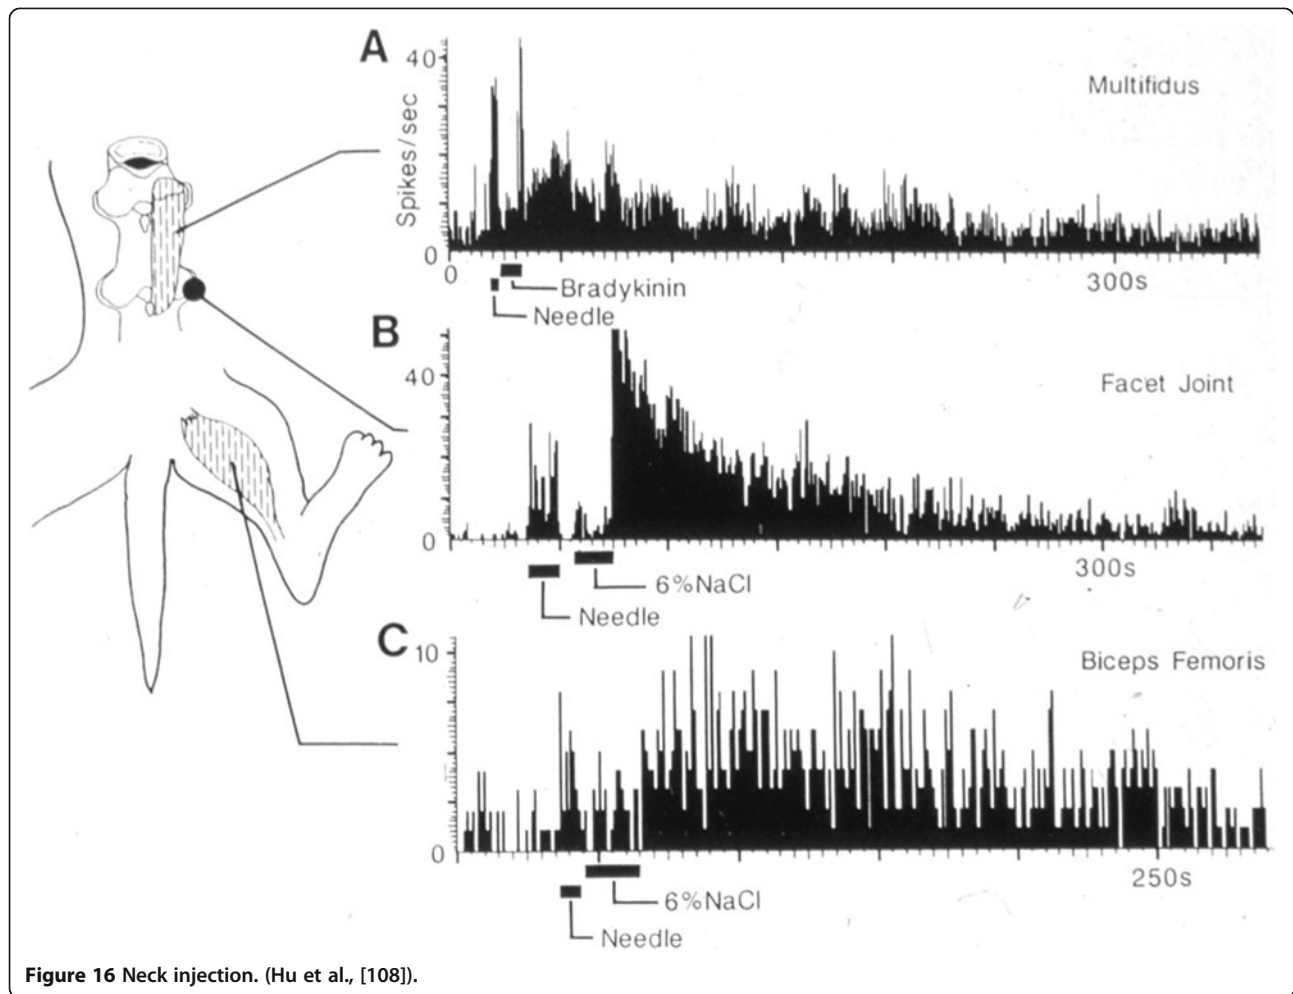 A
40
Spikes/sec
Multifidus
0
0
300s
Bradykinin
Needle
B
40
Facet Joint
0
300s
6%NaCl
Needle
C
10
Biceps Femoris
0
250s
6%NaCl
Needle
Figure 16 Neck injection. (Hu et al., [108]).